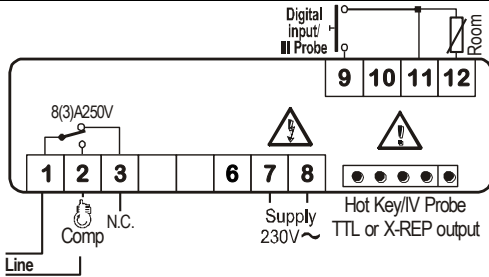 Digital
input/
III Probe
Room
9 10 11 12
8(3)A250V
1 2 3 6 7 8
Comp
N.C.
Supply
230V~
Hot Key/IV Probe
TTL or X-REP output
Line